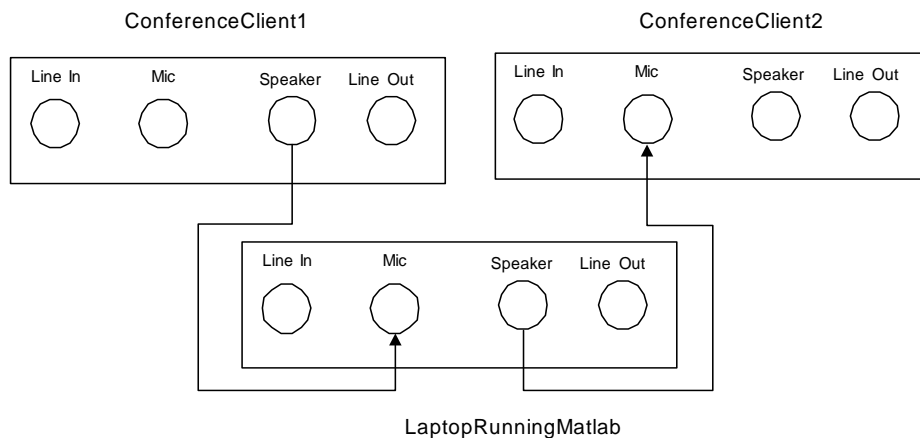 ConferenceClient1
Line In Mic Speaker Line Out
ConferenceClient2
Line In Mic Speaker Line Out
Line In Mic Speaker Line Out
LaptopRunningMatlab